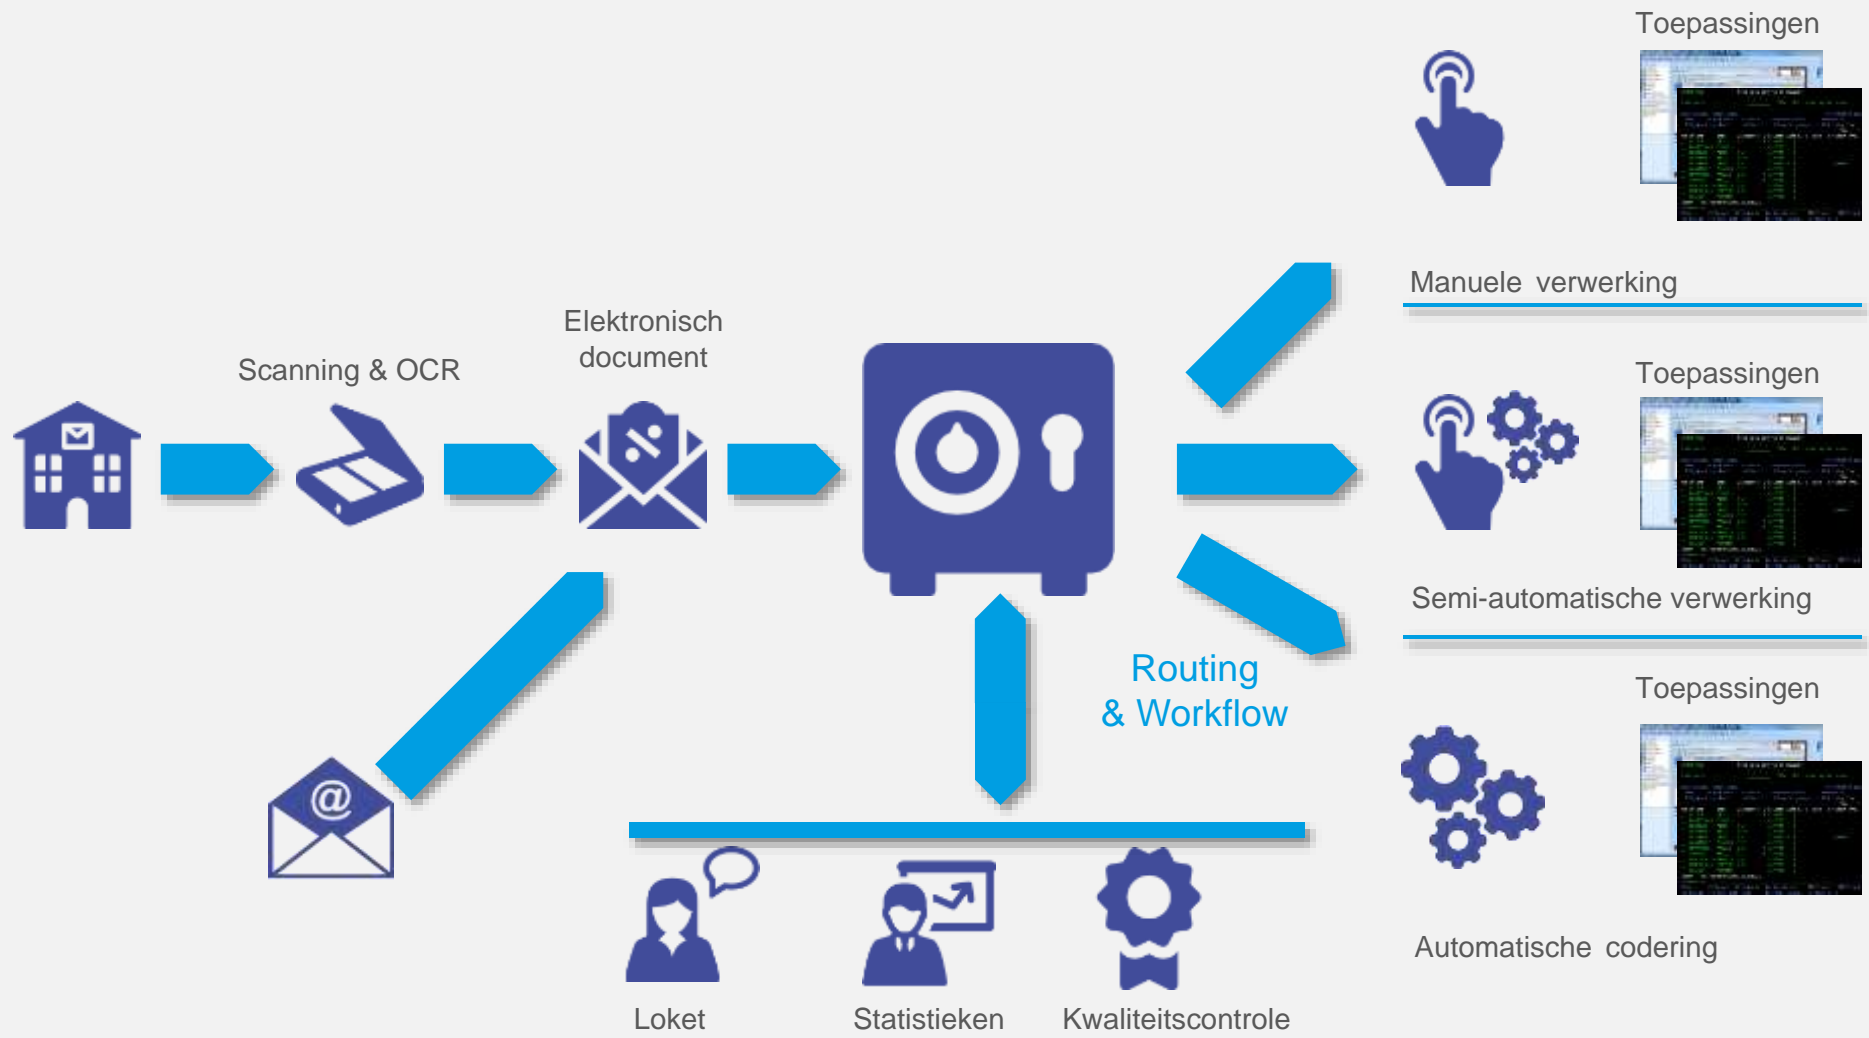 Toepassingen
Manuele verwerking
Elektronisch
document
Scanning & OCR
Toepassingen
@
Semi-automatische verwerking
Routing
& Workflow
Toepassingen
Automatische codering
Loket
Statistieken
Kwaliteitscontrole